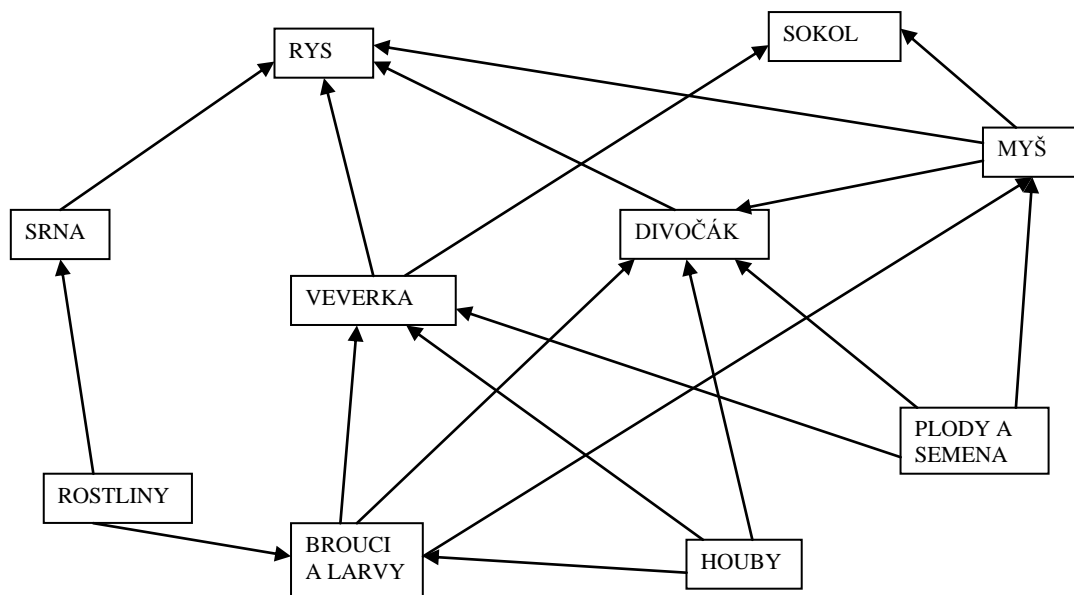 SOKOL
RYS
MYŠ
SRNA
DIVOČÁK
VEVERKA
PLODY A
SEMENA
ROSTLINY
BROUCI
A LARVY
HOUBY